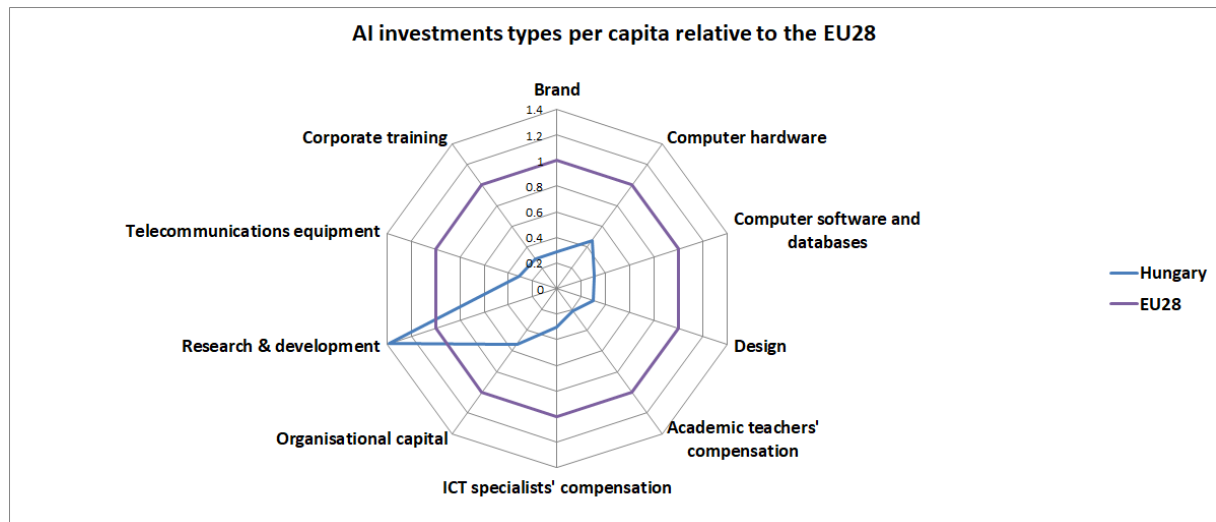 AI investments types per capita relative to the EU28
Brand
1.4
1.2
1
0.8
0.6
0.4
0.2
0
Corporate training
Computer hardware
Telecommunications equipment
Computer software and
databases
Hungary
EU28
Research & development
Design
Organisational capital
Academic teachers'
compensation
ICT specialists' compensation